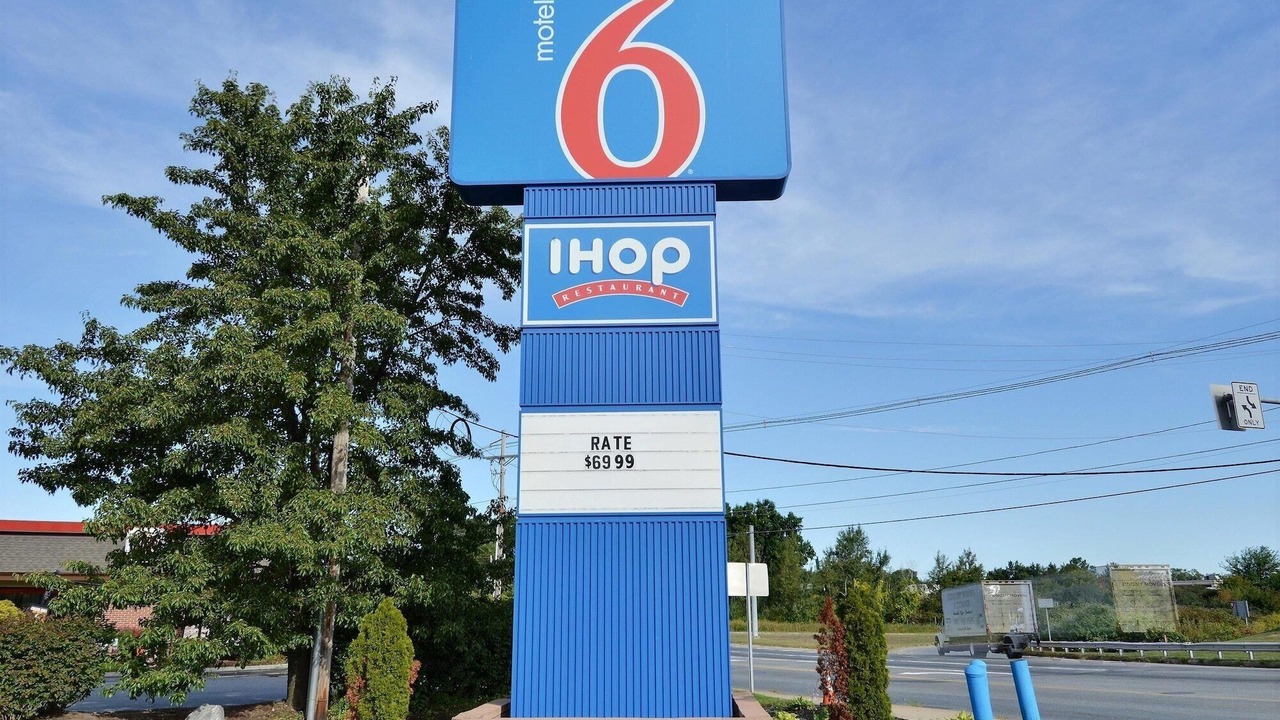 motel
6
IHOP
RESTAURANT
RATE
$69 99
END
ONLY